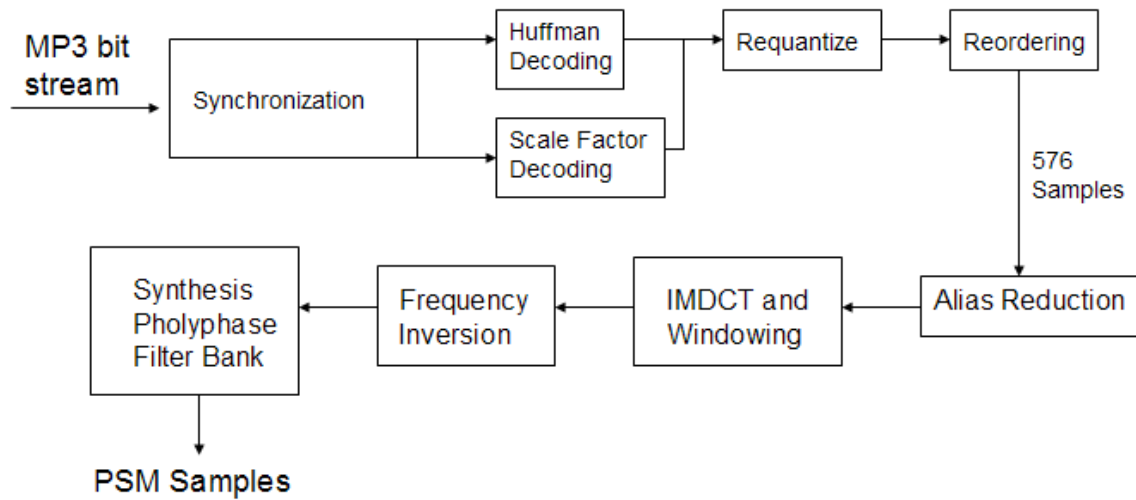 MP3 bit
stream
Synchronization
Huffman
Decoding
Scale Factor
Decoding
Requantize
Reordering
576
Samples
Alias Reduction
IMDCT and
Windowing
Frequency
Inversion
Synthesis
Pholyphase
Filter Bank
PSM Samples